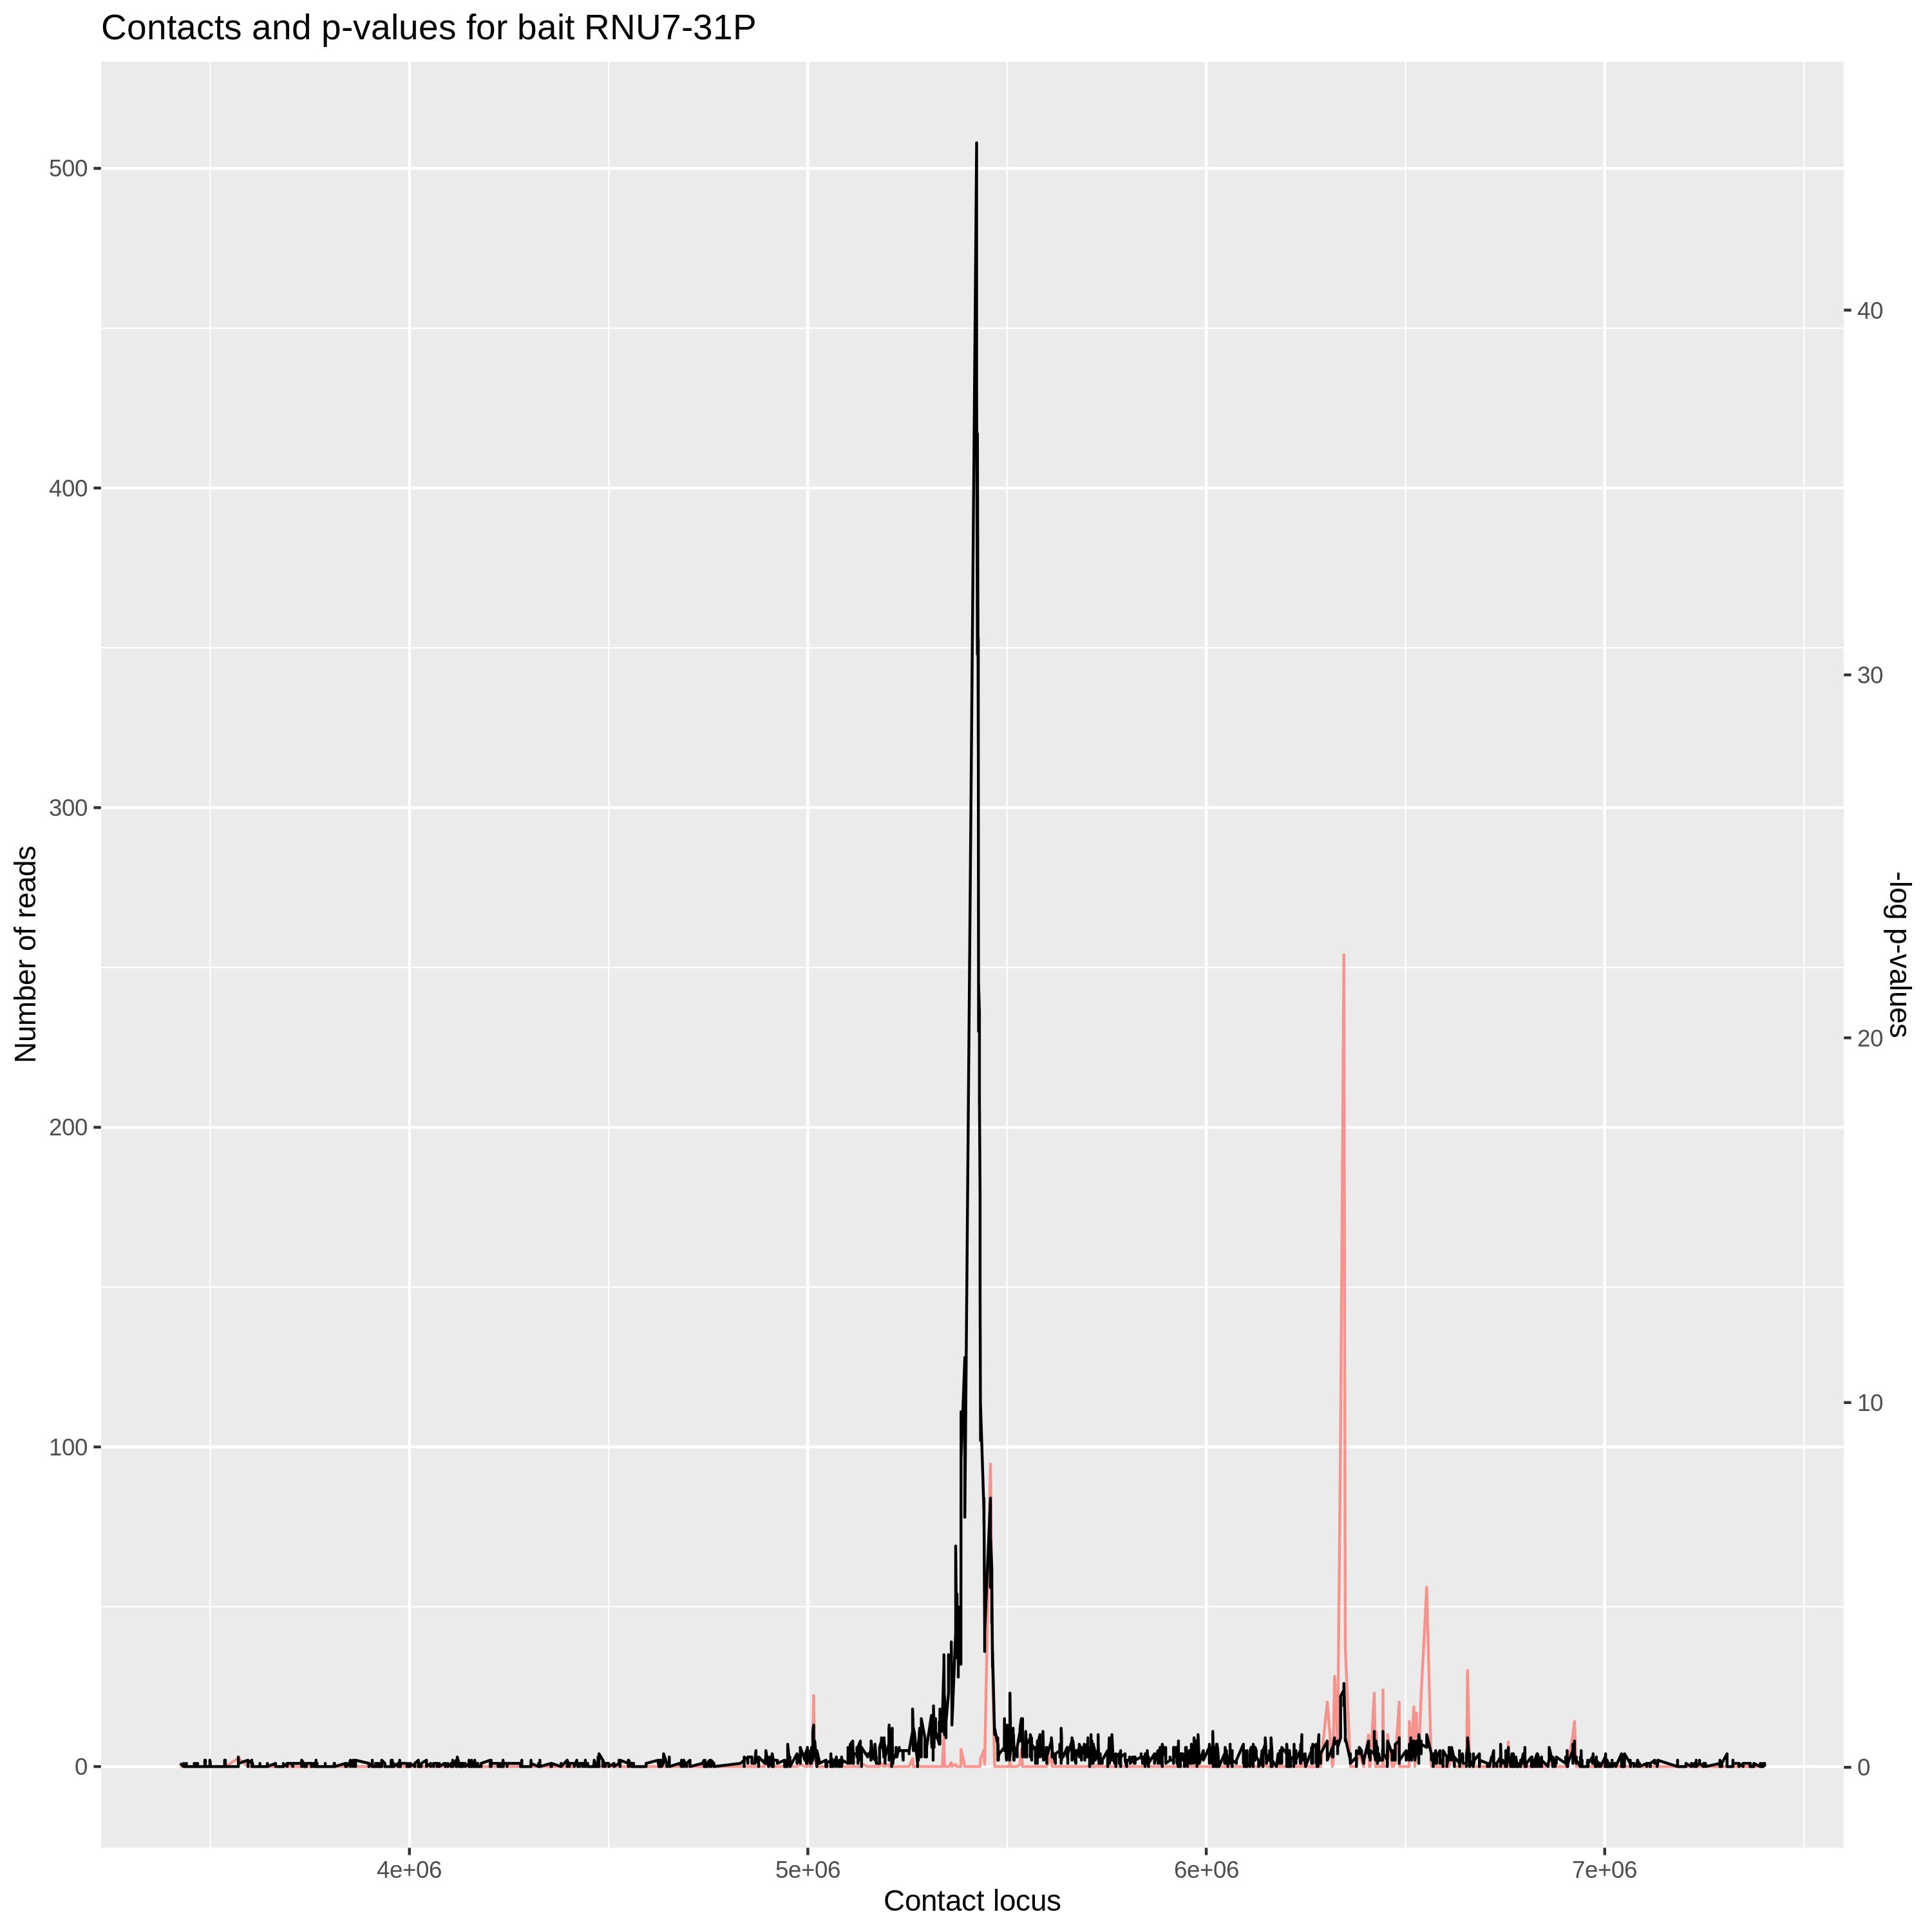 Contacts and p-values for bait RNU7-31P
500
400
300
200
100
0
Number of reads
40
30
20
10
0
-log p-values
4e+06
5e+06
6e+06
7e+06
Contact locus